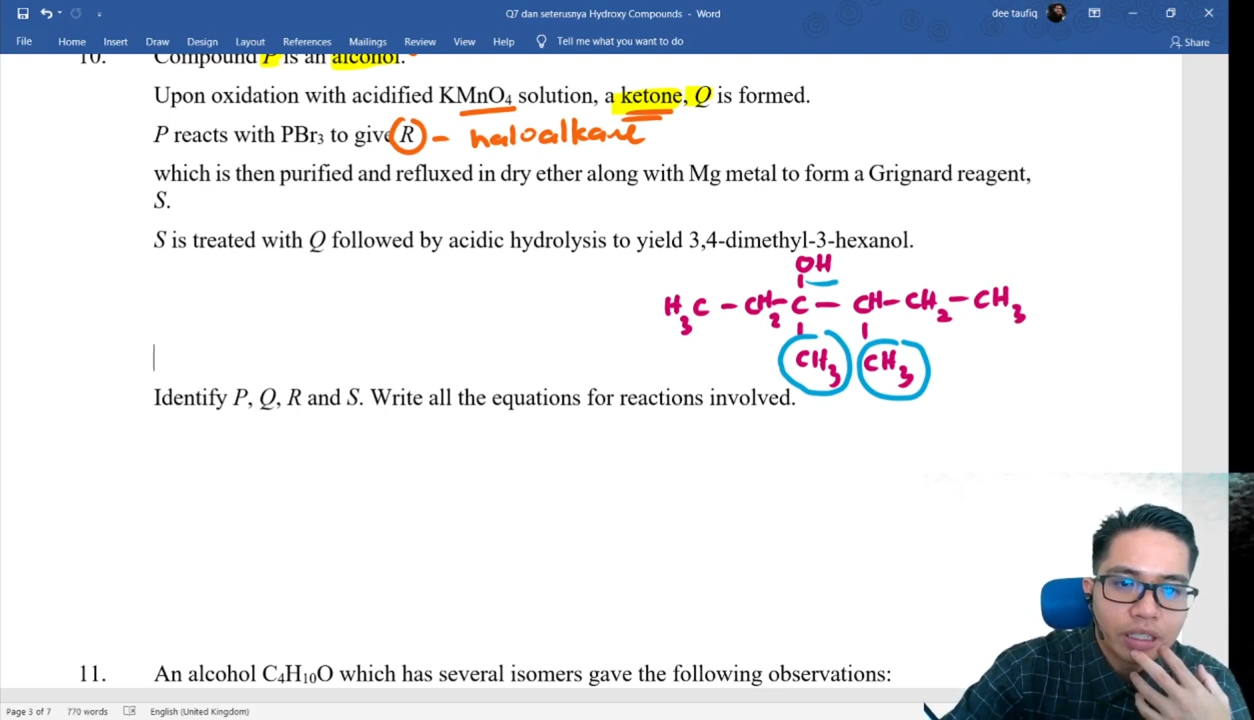 Q7 dan seterusnya Hydroxy Compounds - Word
dee taufiq
File Home Insert Draw Design Layout References Mailings Review View Help Tell me what you want to do Share
10. Compound P is an alcohol.
Upon oxidation with acidified KMnO₄ solution, a ketone, Q is formed.
P reacts with PBr₃ to give R - haloalkane
which is then purified and refluxed in dry ether along with Mg metal to form a Grignard reagent,
S.
S is treated with Q followed by acidic hydrolysis to yield 3,4-dimethyl-3-hexanol.
OH
H₃C - CH₂ - C - CH - CH₂ - CH₃
CH₃ CH₃
Identify P, Q, R and S. Write all the equations for reactions involved.
11. An alcohol C₄H₁₀O which has several isomers gave the following observations:
Page 3 of 7 770 words English (United Kingdom)